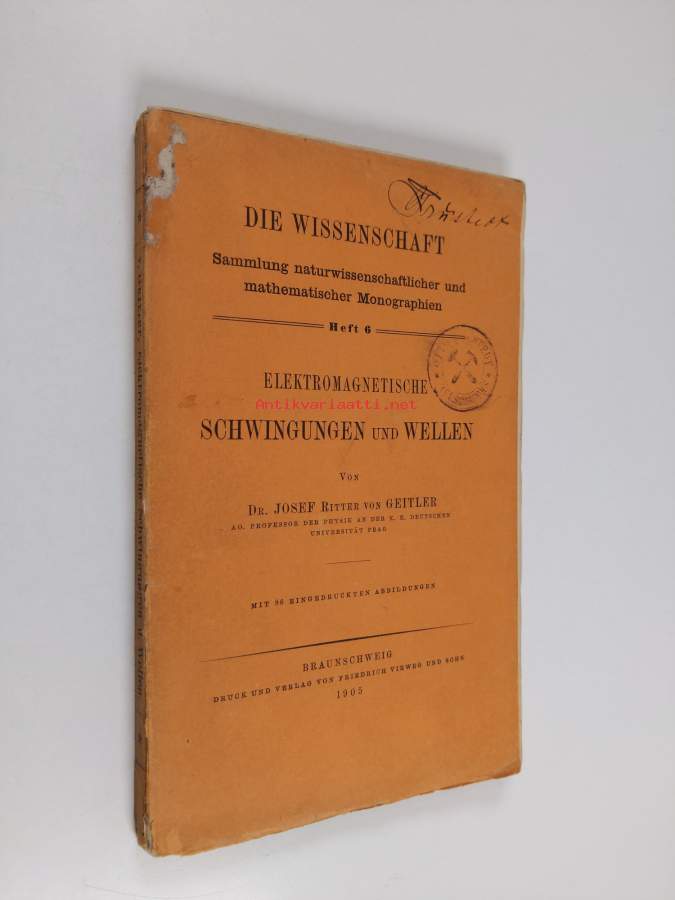 DIE WISSENSCHAFT
Sammlung naturwissenschaftlicher und
mathematischer Monographien
Heft 6
ELEKTROMAGNETISCHE
Antikvariaatti.net
SCHWINGUNGEN UND WELLEN
VON
DR. JOSEF RITTER VON GEITLER
AO. PROFESSOR DER PHYSIK AN DER K. K. DEUTSCHEN
UNIVERSITÄT PRAG
MIT 86 EINGEDRUCKTEN ABBILDUNGEN
BRAUNSCHWEIG
DRUCK UND VERLAG VON FRIEDRICH VIEWEG UND SOHN
1905